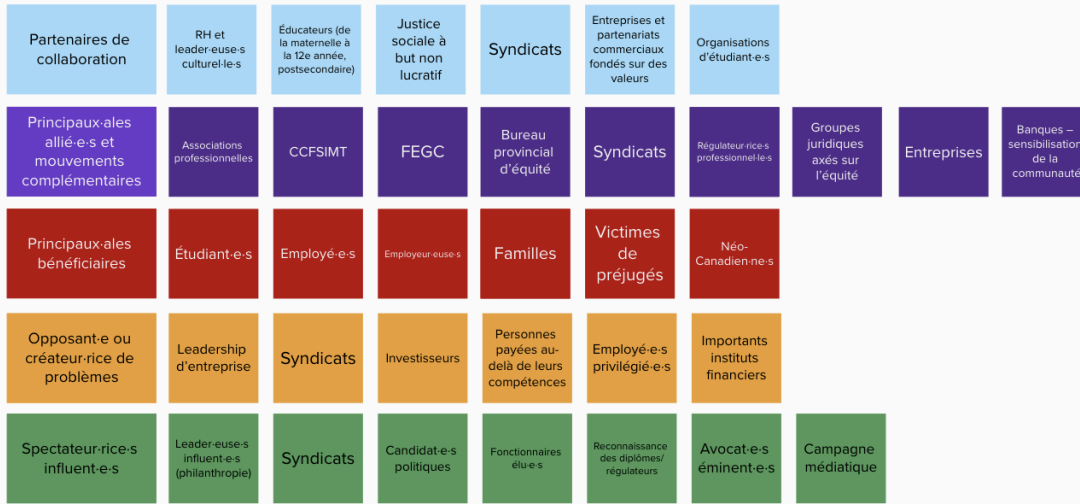 Partenaires de
collaboration
RH et
leader·euse·s
culturel·le·s
Éducateurs (de
la maternelle à
la 12e année,
postsecondaire)
Justice
sociale à
but non
lucratif
Syndicats
Entreprises et
partenariats
commerciaux
fondés sur des
valeurs
Organisations
d'étudiant·e·s
Principaux·ales
allié·e·s et
mouvements
complémentaires
Associations
professionnelles
CCFSIMT
FEGC
Bureau
provincial
d'équité
Syndicats
Régulateur·rice·s
professionnel·le·s
Groupes
juridiques
axés sur
l'équité
Entreprises
Banques –
sensibilisation
de la
communauté
Principaux·ales
bénéficiaires
Étudiant·e·s
Employé·e·s
Employeur·euse·s
Familles
Victimes
de
préjugés
Néo-
Canadien·ne·s
Opposant·e ou
créateur·rice de
problèmes
Leadership
d'entreprise
Syndicats
Investisseurs
Personnes
payées au-
delà de leurs
compétences
Employé·e·s
privilégié·e·s
Importants
instituts
financiers
Spectateur·rice·s
influent·e·s
Leader·euse·s
influent·e·s
(philanthropie)
Syndicats
Candidat·e·s
politiques
Fonctionnaires
élu·e·s
Reconnaissance
des diplômes/
régulateurs
Avocat·e·s
éminent·e·s
Campagne
médiatique